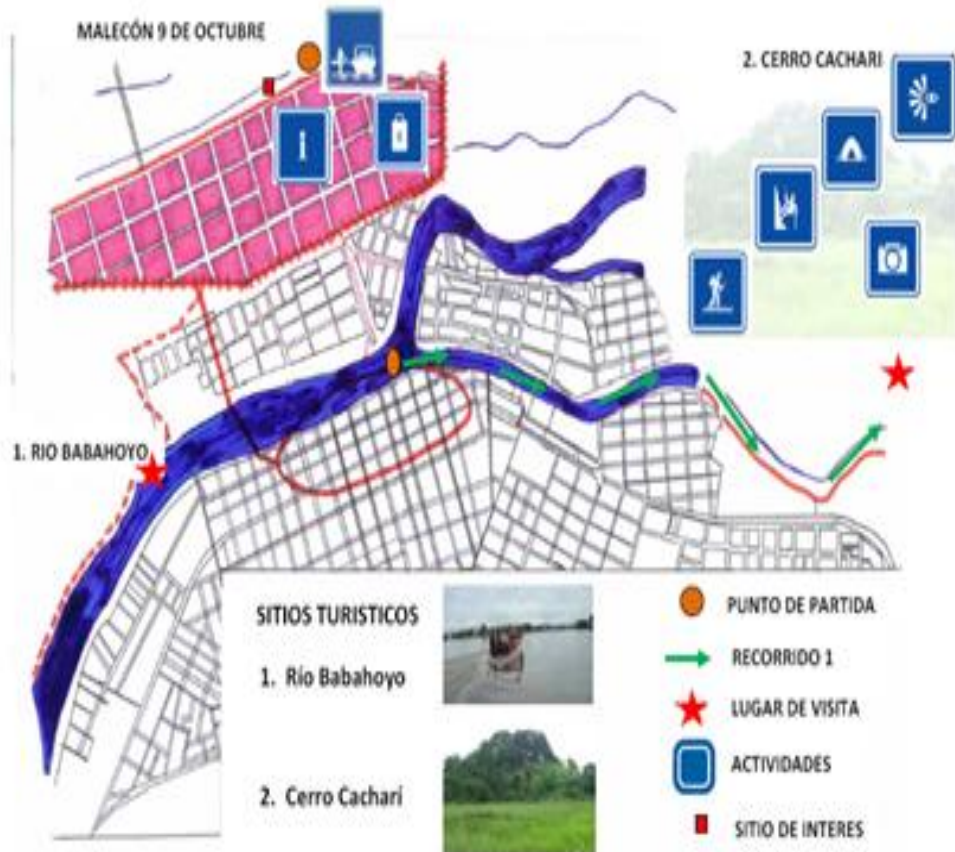 MALECÓN 9 DE OCTUBRE
2. CERRO CACHARI
i
1. RIO BABAHOYO
SITIOS TURISTICOS
1. Río Babahoyo
2. Cerro Cacharí
PUNTO DE PARTIDA
RECORRIDO 1
LUGAR DE VISITA
ACTIVIDADES
SITIO DE INTERES